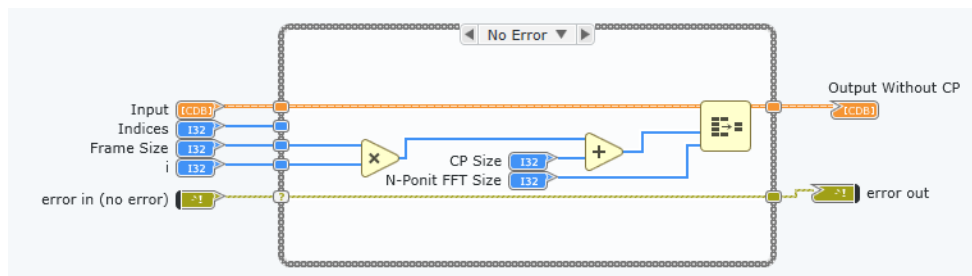 No Error
Output Without CP
Input [CDB]
[CDB]
Indices I32
Frame Size I32
i I32
×
+
CP Size I32
N-Ponit FFT Size I32
error in (no error)
?
error out